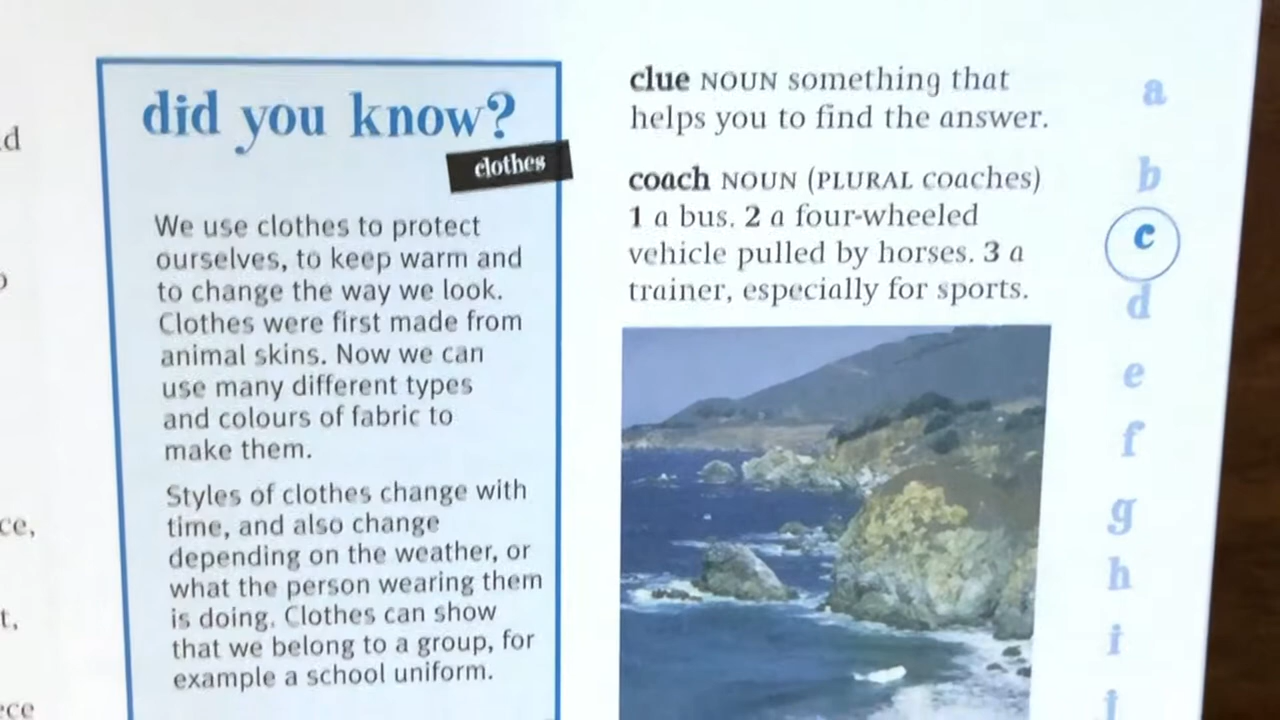 did you know?
clothes
We use clothes to protect
ourselves, to keep warm and
to change the way we look.
Clothes were first made from
animal skins. Now we can
use many different types
and colours of fabric to
make them.
Styles of clothes change with
time, and also change
depending on the weather, or
what the person wearing them
is doing. Clothes can show
that we belong to a group, for
example a school uniform.
clue NOUN something that
helps you to find the answer.
coach NOUN (PLURAL coaches)
1 a bus. 2 a four-wheeled
vehicle pulled by horses. 3 a
trainer, especially for sports.
a
b
c
d
e
f
g
h
i